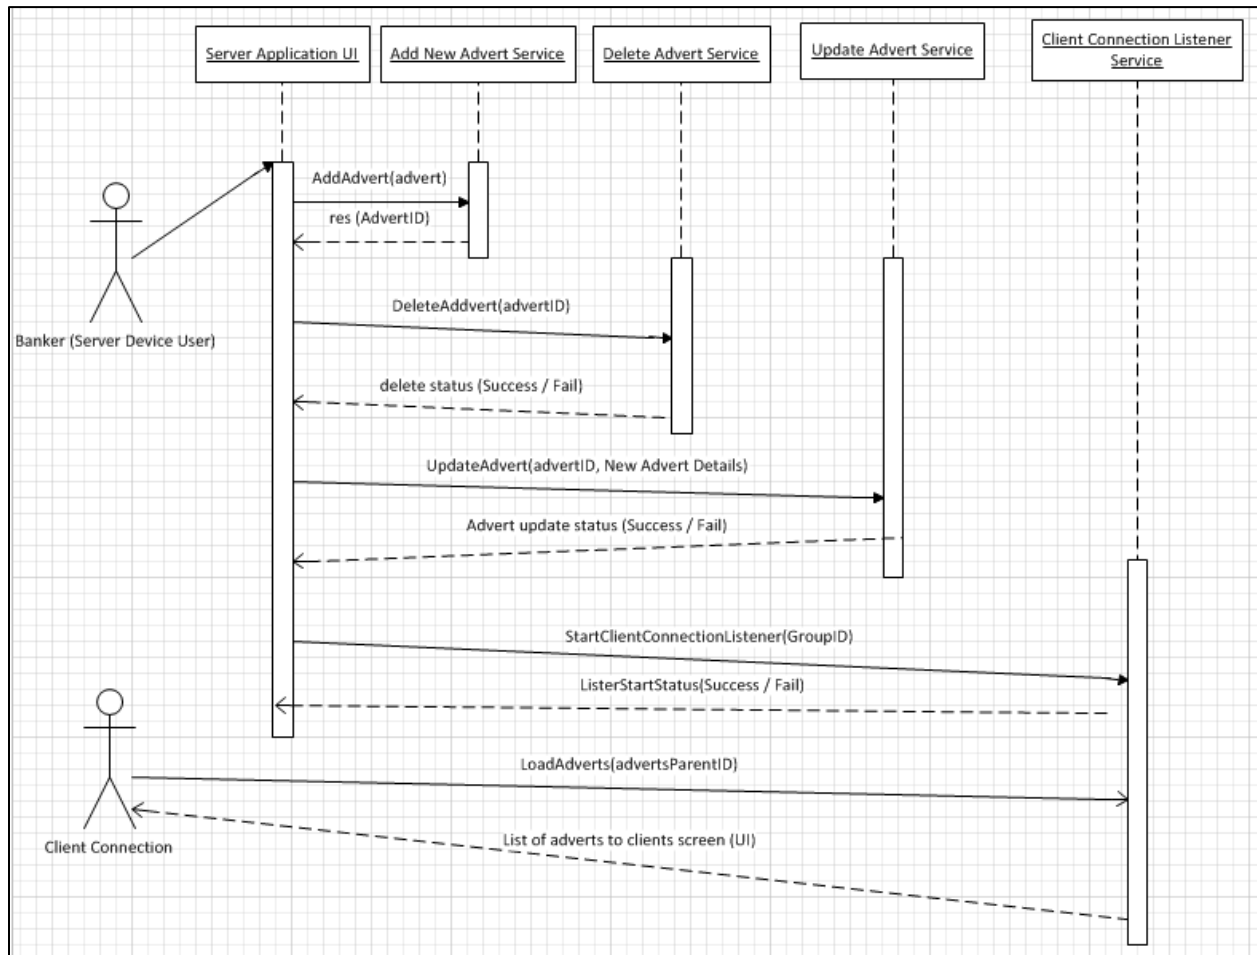 Server Application UI
Add New Advert Service
Delete Advert Service
Update Advert Service
Client Connection Listener
Service
AddAdvert(advert)
res (AdvertID)
DeleteAddvert(advertID)
Banker (Server Device User)
delete status (Success / Fail)
UpdateAdvert(advertID, New Advert Details)
Advert update status (Success / Fail)
StartClientConnectionListener(GroupID)
ListerStartStatus(Success / Fail)
LoadAdverts(advertsParentID)
List of adverts to clients screen (UI)
Client Connection